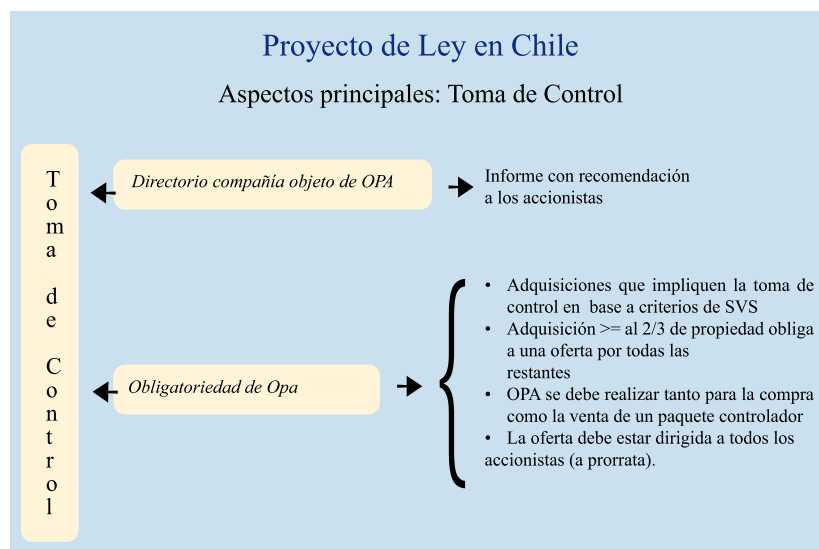 Proyecto de Ley en Chile
Aspectos principales: Toma de Control
Toma de Control
Directorio compañía objeto de OPA
Informe con recomendación
a los accionistas
Obligatoriedad de Opa
• Adquisiciones que impliquen la toma de
control en base a criterios de SVS
• Adquisición >= al 2/3 de propiedad obliga
a una oferta por todas las
restantes
• OPA se debe realizar tanto para la compra
como la venta de un paquete controlador
• La oferta debe estar dirigida a todos los
accionistas (a prorrata).